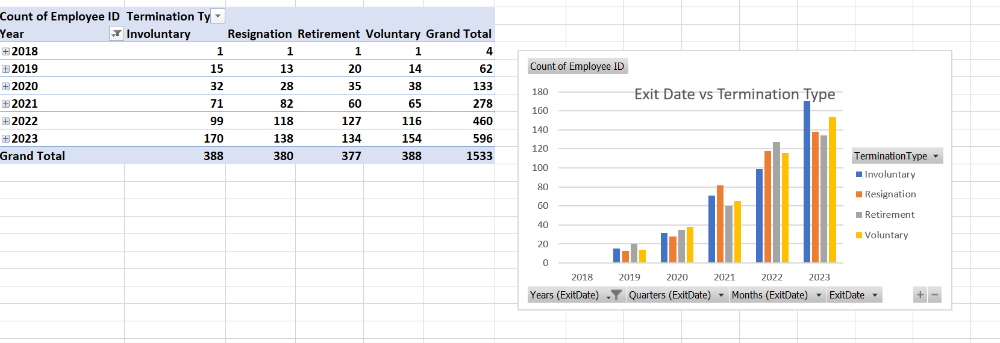 Count of Employee ID Termination Ty
Year Involuntary Resignation Retirement Voluntary Grand Total
2018 1 1 1 1 4
2019 15 13 20 14 62
2020 32 28 35 38 133
2021 71 82 60 65 278
2022 99 118 127 116 460
2023 170 138 134 154 596
Grand Total 388 380 377 388 1533
Count of Employee ID
Exit Date vs Termination Type
180
160
140
120
100
80
60
40
20
0
2018 2019 2020 2021 2022 2023
TerminationType
Involuntary
Resignation
Retirement
Voluntary
Years (ExitDate) Quarters (ExitDate) Months (ExitDate) ExitDate + −